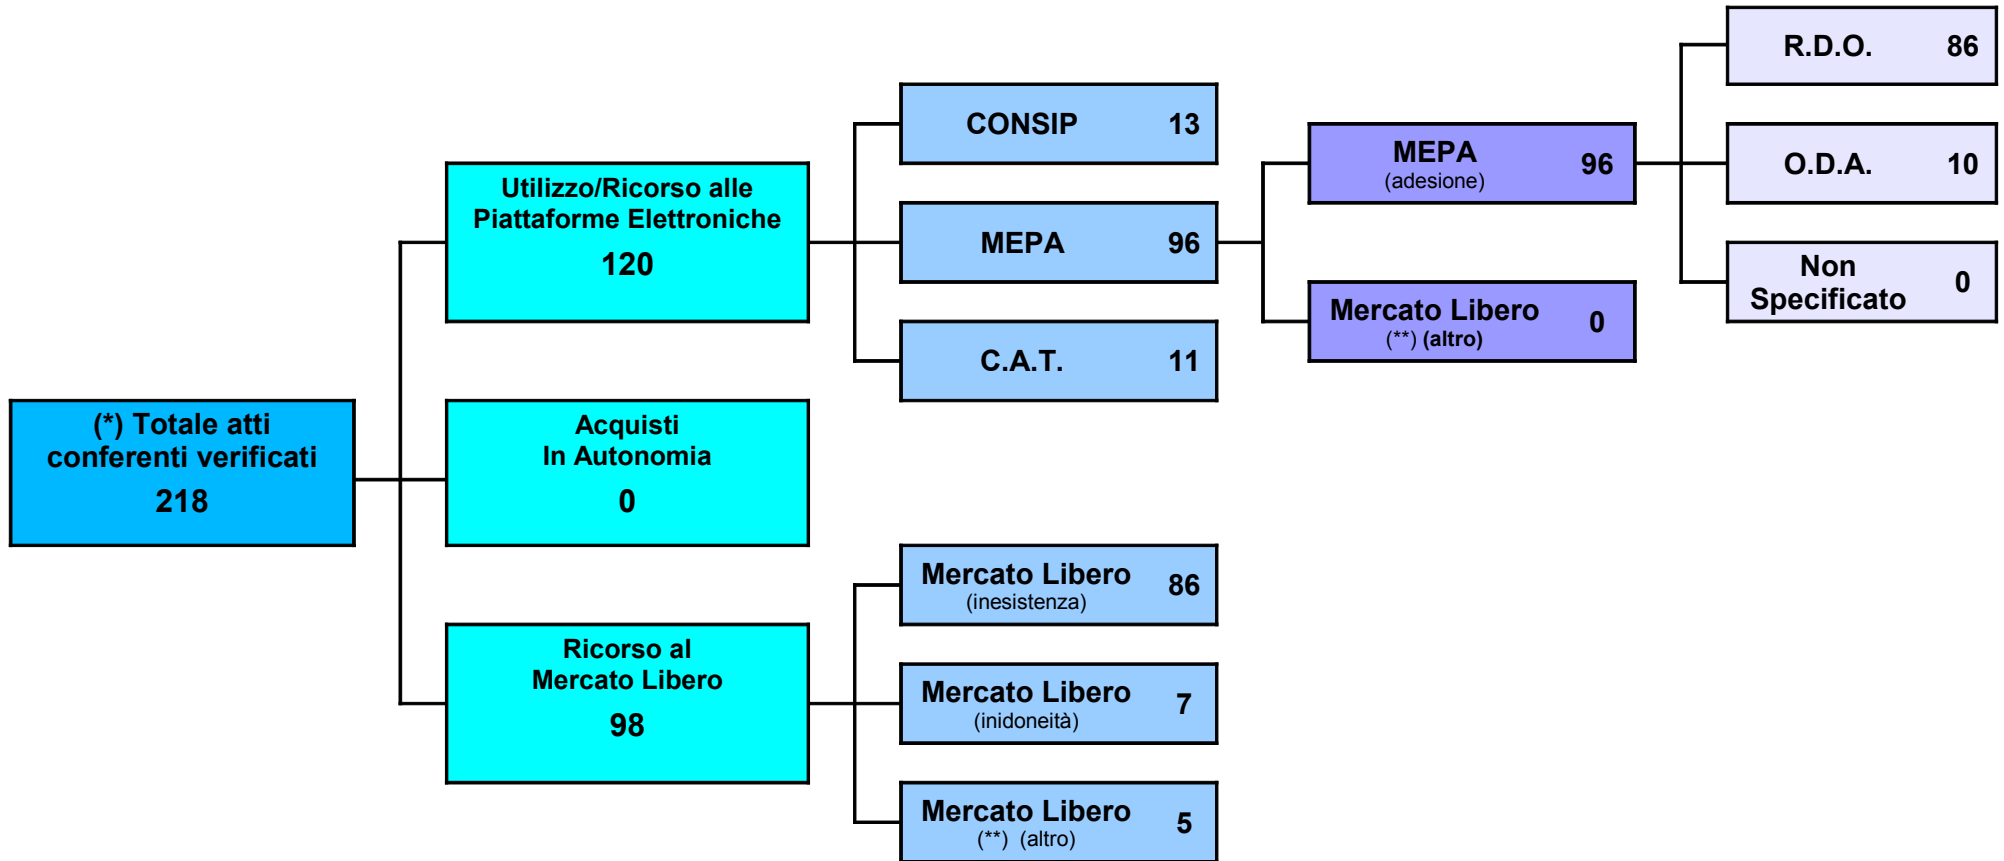 (*) Totale atti
conferenti verificati
218
Utilizzo/Ricorso alle
Piattaforme Elettroniche
120
Acquisti
In Autonomia
0
Ricorso al
Mercato Libero
98
CONSIP 13
MEPA 96
C.A.T. 11
Mercato Libero 86
(inesistenza)
Mercato Libero 7
(inidoneità)
Mercato Libero 5
(**) (altro)
MEPA 96
(adesione)
Mercato Libero 0
(**) (altro)
R.D.O. 86
O.D.A. 10
Non
Specificato 0